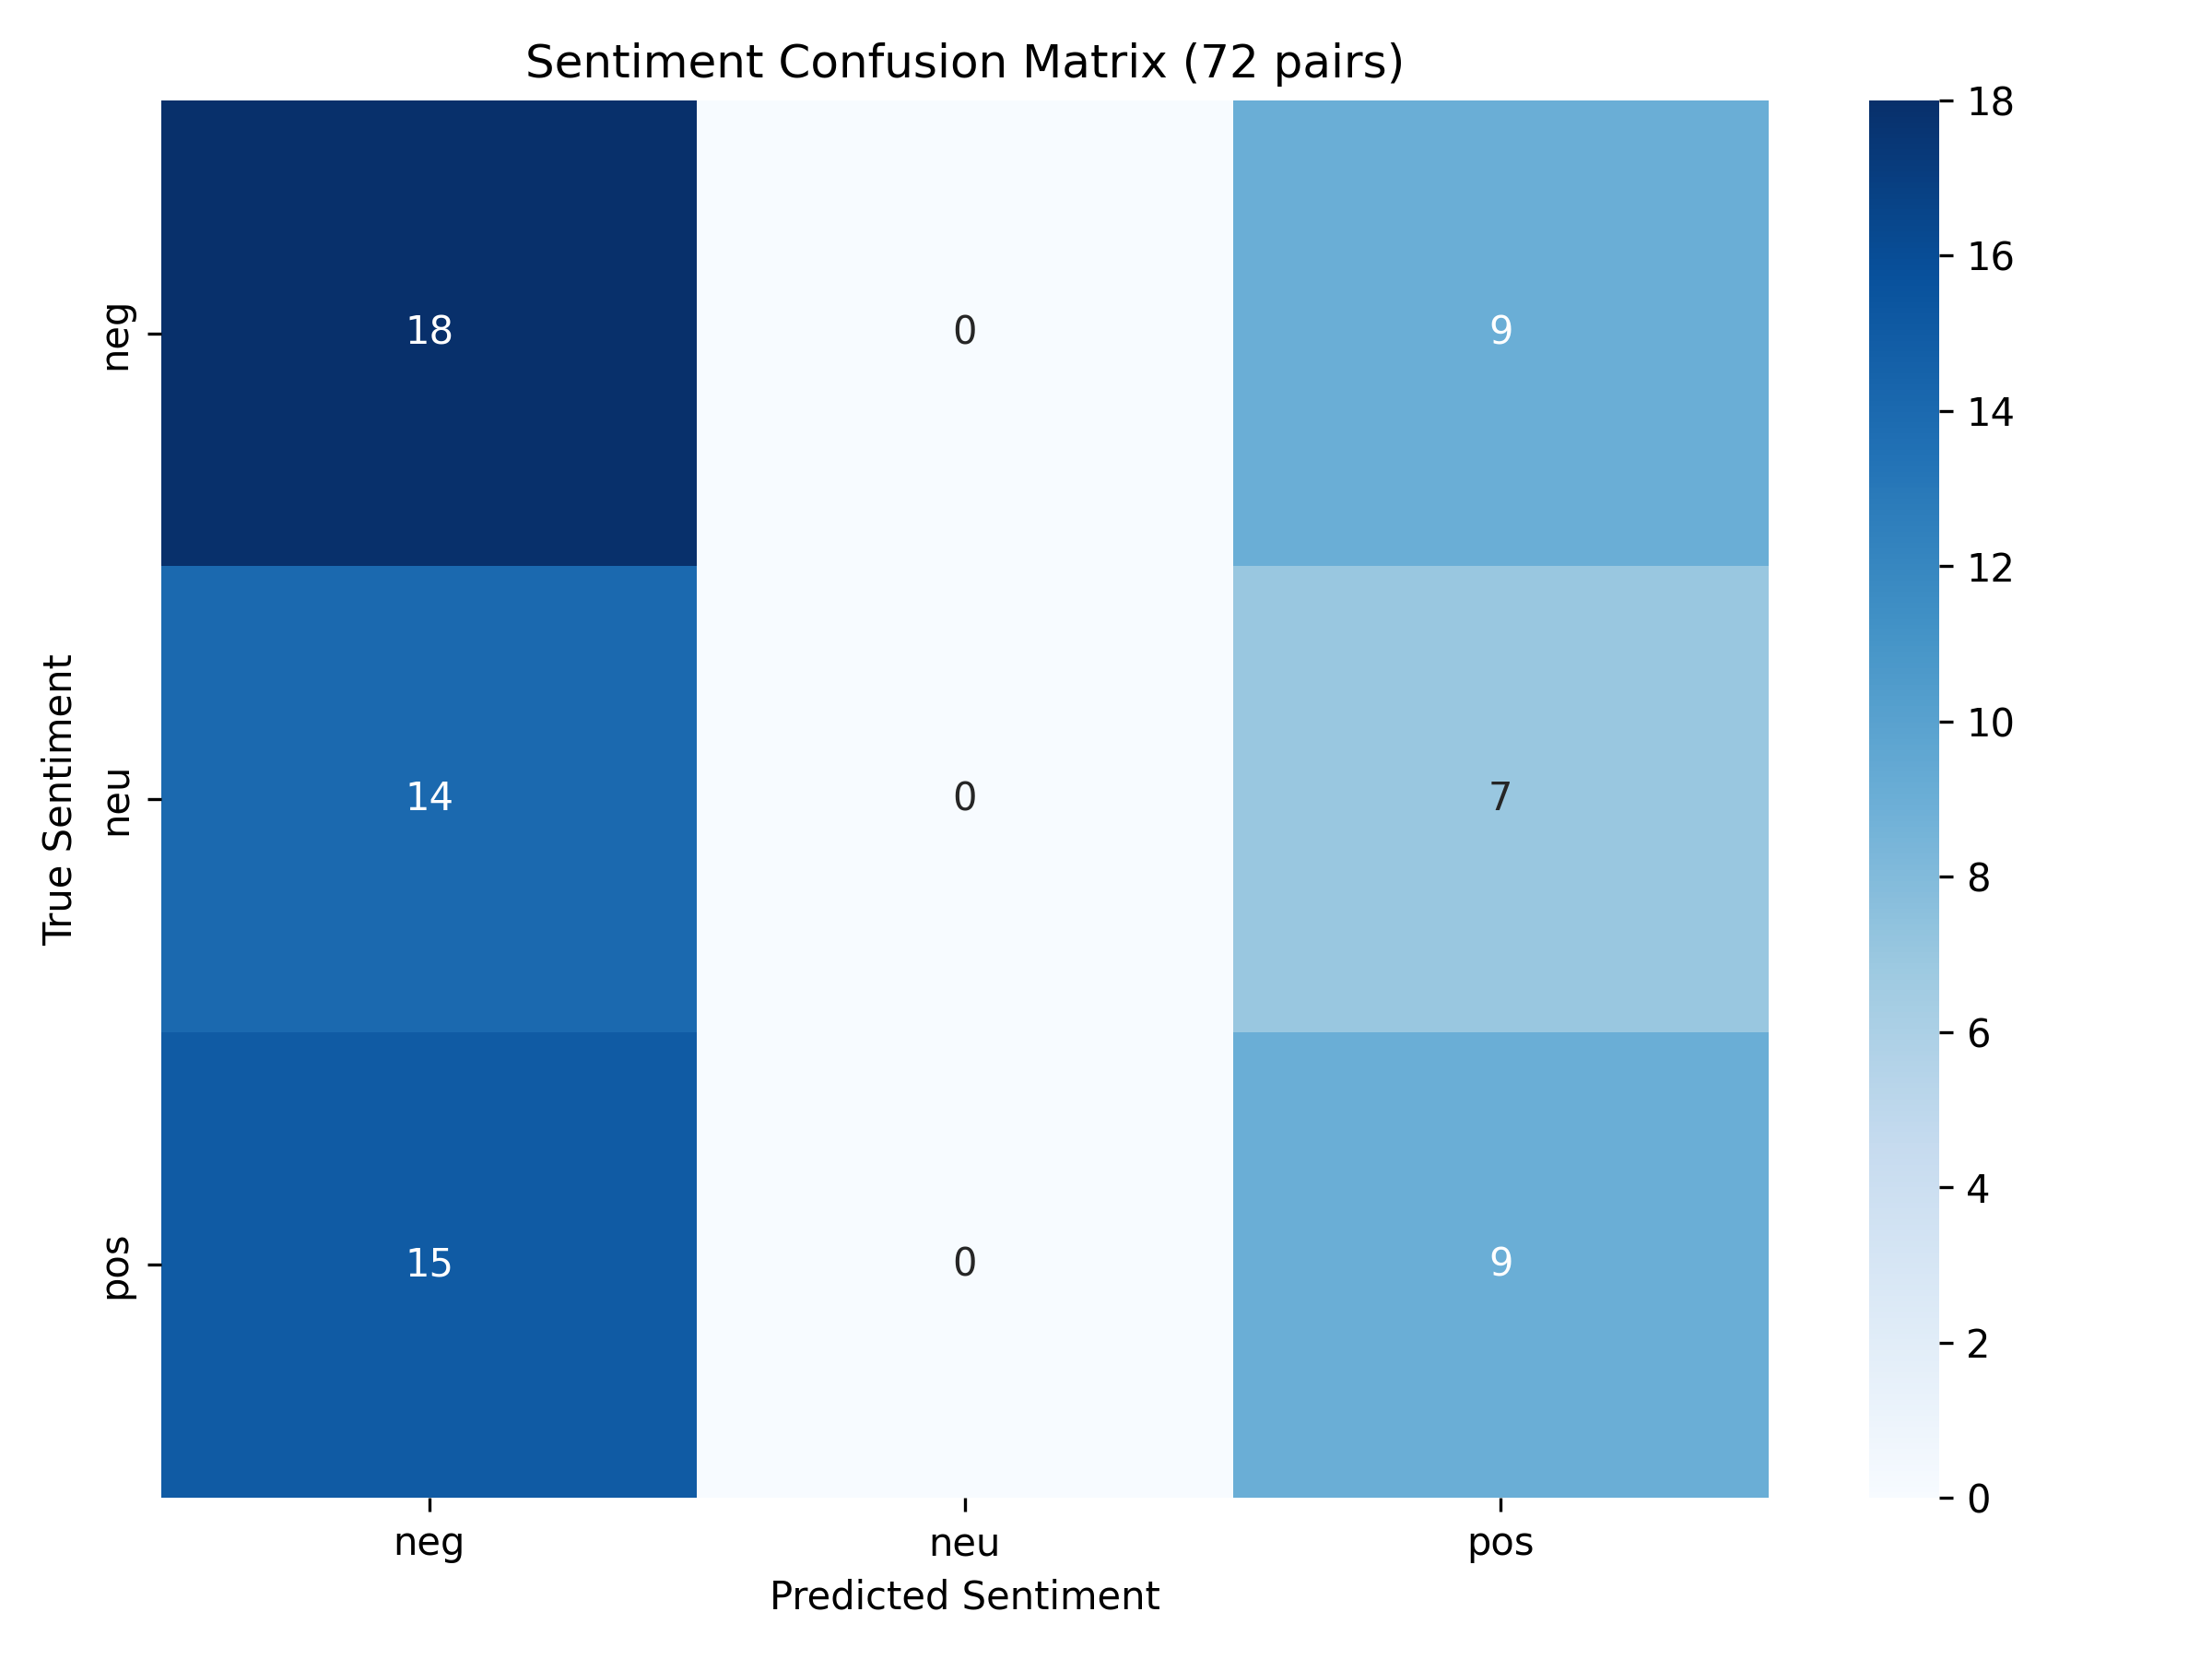 Sentiment Confusion Matrix (72 pairs)
True Sentiment
neg
18
0
9
neu
14
0
7
pos
15
0
9
neg
neu
pos
Predicted Sentiment
18
16
14
12
10
8
6
4
2
0